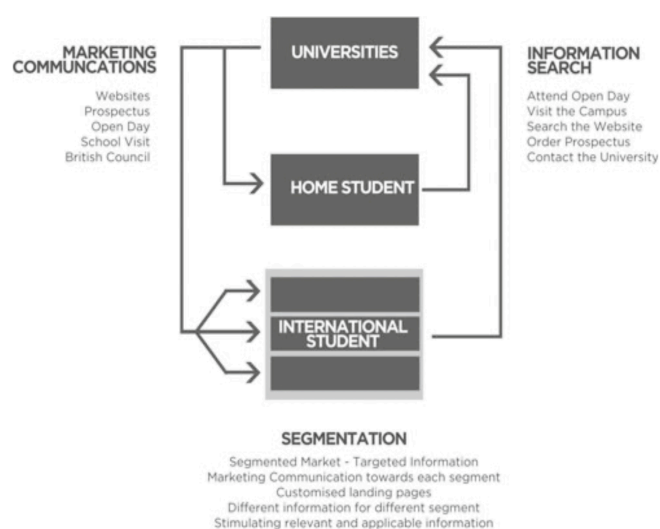 MARKETING
COMMUNCATIONS
Websites
Prospectus
Open Day
School Visit
British Council
UNIVERSITIES
HOME STUDENT
INTERNATIONAL
STUDENT
INFORMATION
SEARCH
Attend Open Day
Visit the Campus
Search the Website
Order Prospectus
Contact the University
SEGMENTATION
Segmented Market - Targeted Information
Marketing Communication towards each segment
Customised landing pages
Different information for different segment
Stimulating relevant and applicable information